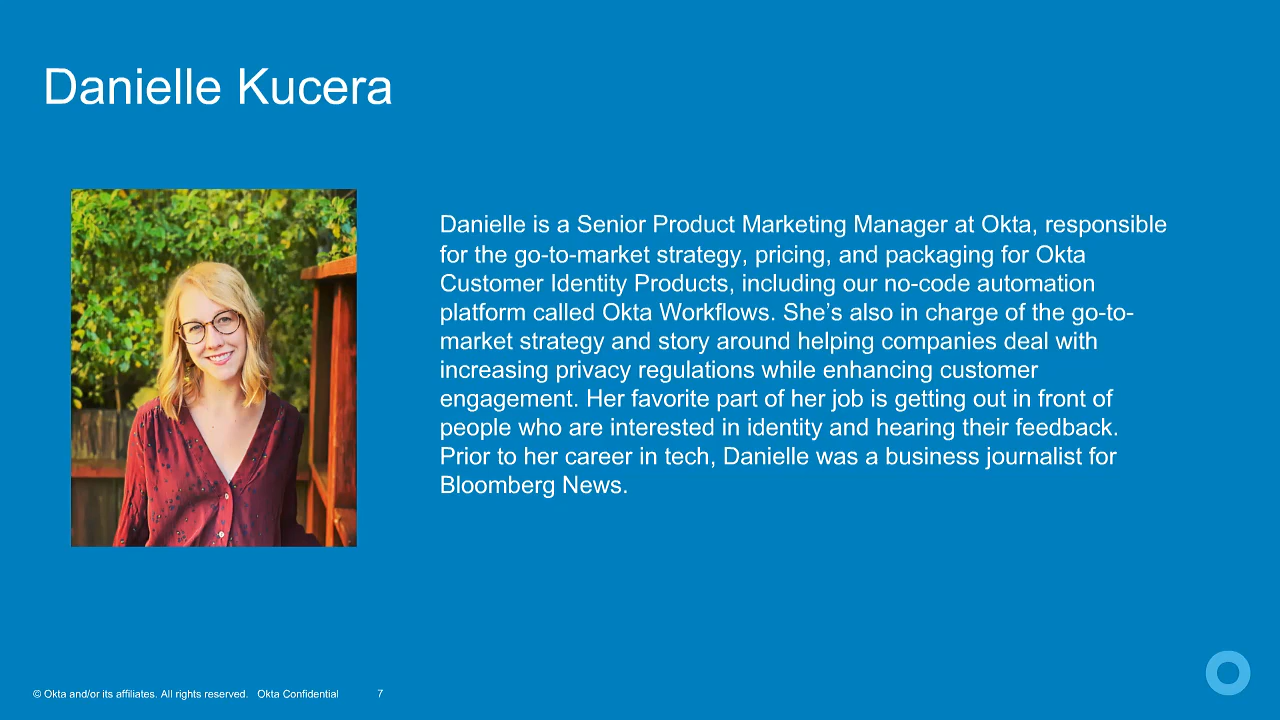 Danielle Kucera
Danielle is a Senior Product Marketing Manager at Okta, responsible
for the go-to-market strategy, pricing, and packaging for Okta
Customer Identity Products, including our no-code automation
platform called Okta Workflows. She’s also in charge of the go-to-
market strategy and story around helping companies deal with
increasing privacy regulations while enhancing customer
engagement. Her favorite part of her job is getting out in front of
people who are interested in identity and hearing their feedback.
Prior to her career in tech, Danielle was a business journalist for
Bloomberg News.
© Okta and/or its affiliates. All rights reserved. Okta Confidential 7